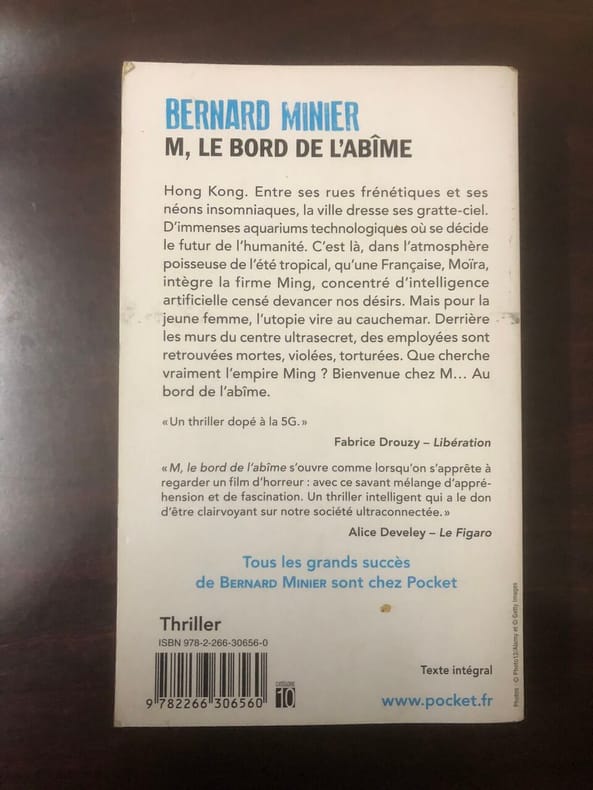 BERNARD MINIER
M, LE BORD DE L'ABÎME
Hong Kong. Entre ses rues frénétiques et ses
néons insomniaques, la ville dresse ses gratte-ciel.
D'immenses aquariums technologiques où se décide
le futur de l'humanité. C'est là, dans l'atmosphère
poisseuse de l'été tropical, qu'une Française, Moïra,
intègre la firme Ming, concentré d'intelligence
artificielle censé devancer nos désirs. Mais pour la
jeune femme, l'utopie vire au cauchemar. Derrière
les murs du centre ultrasecret, des employées sont
retrouvées mortes, violées, torturées. Que cherche
vraiment l'empire Ming ? Bienvenue chez M... Au
bord de l'abîme.
« Un thriller dopé à la 5G. »
Fabrice Drouzy – Libération
« M, le bord de l'abîme s'ouvre comme lorsqu'on s'apprête à
regarder un film d'horreur : avec ce savant mélange d'appré-
hension et de fascination. Un thriller intelligent qui a le don
d'être clairvoyant sur notre société ultraconnectée. »
Alice Develey – Le Figaro
Tous les grands succès
de BERNARD MINIER sont chez Pocket
Thriller
ISBN 978-2-266-30656-0
9 782266 306560
CATÉGORIE
10
Texte intégral
www.pocket.fr
Photos : © Photo12/Alamy et © Getty Images